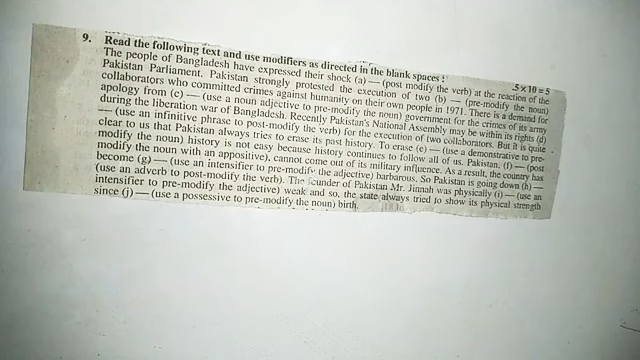 9. Read the following text and use modifiers as directed in the blank spaces : .5 x 10 = 5
The people of Bangladesh have expressed their shock (a) — (post modify the verb) at the reaction of the
Pakistan Parliament. Pakistan strongly protested the execution of two (b) — (pre-modify the noun)
collaborators who committed crimes against humanity on their own people in 1971. There is a demand for
apology from (c) — (use a noun adjective to pre-modify the noun) government for the crimes of its army
during the liberation war of Bangladesh. Recently Pakistan's National Assembly may be within its rights (d)
— (use an infinitive phrase to post-modify the verb) for the execution of two collaborators. But it is quite
clear to us that Pakistan always tries to erase its past history. To erase (e) — (use a demonstrative to pre-
modify the noun) history is not easy because history continues to follow all of us. Pakistan, (f) — (post
modify the noun with an appositive), cannot come out of its military influence. As a result, the country has
become (g) — (use an intensifier to pre-modify the adjective) barbarous. So Pakistan is going down (h) —
(use an adverb to post-modify the verb). The founder of Pakistan Mr. Jinnah was physically (i) — (use an
intensifier to pre-modify the adjective) weak and so, the state always tried to show its physical strength
since (j) — (use a possessive to pre-modify the noun) birth.